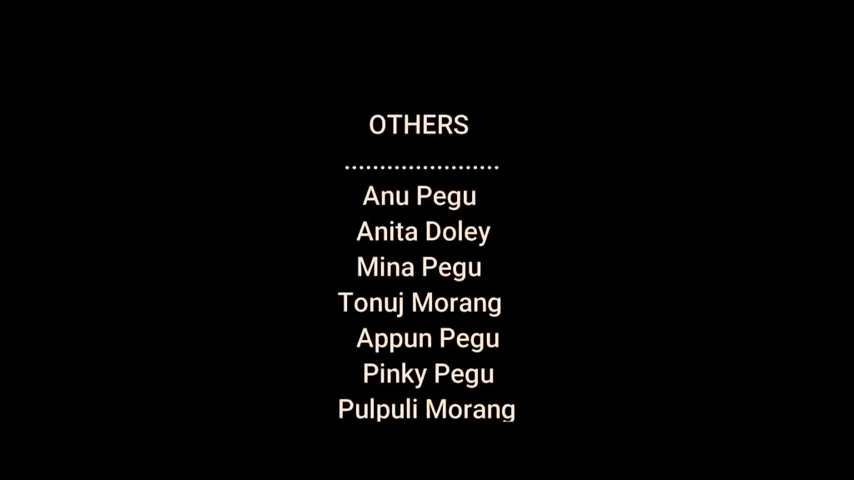 OTHERS
......................
Anu Pegu
Anita Doley
Mina Pegu
Tonuj Morang
Appun Pegu
Pinky Pegu
Pulpuli Morang